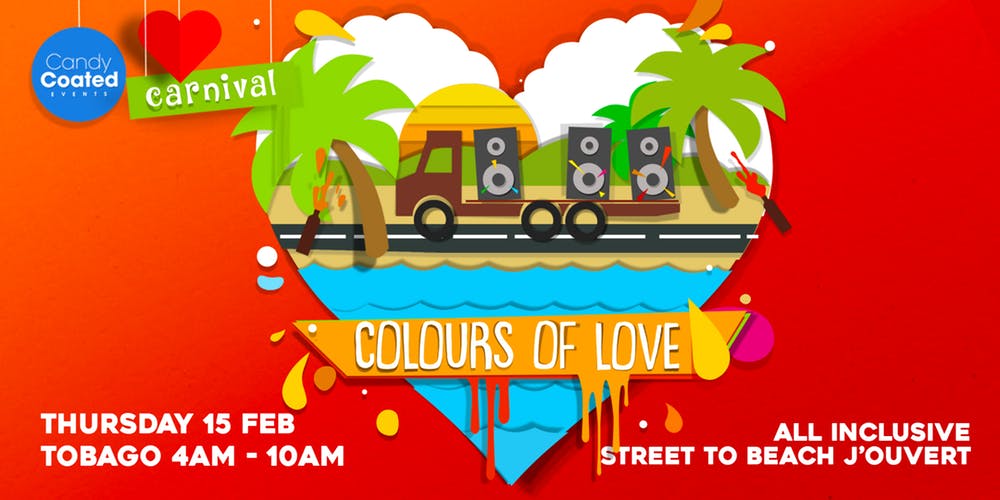 Candy
Coated
EVENTS
carnival
COLOURS OF LOVE
THURSDAY 15 FEB
TOBAGO 4AM - 10AM
ALL INCLUSIVE
STREET TO BEACH J'OUVERT